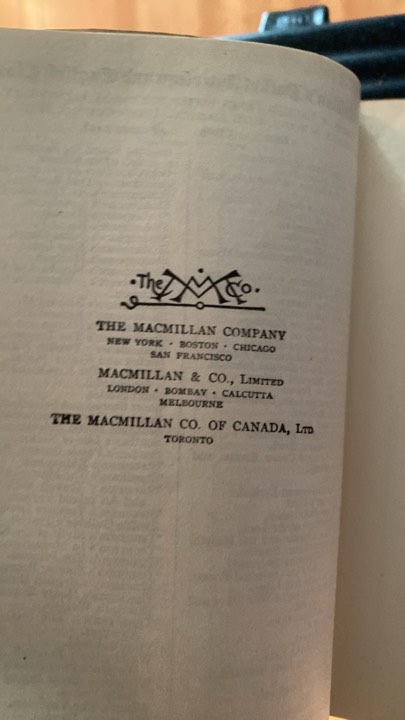 ·The MM Co.
THE MACMILLAN COMPANY
NEW YORK · BOSTON · CHICAGO
SAN FRANCISCO
MACMILLAN & CO., LIMITED
LONDON · BOMBAY · CALCUTTA
MELBOURNE
THE MACMILLAN CO. OF CANADA, LTD.
TORONTO